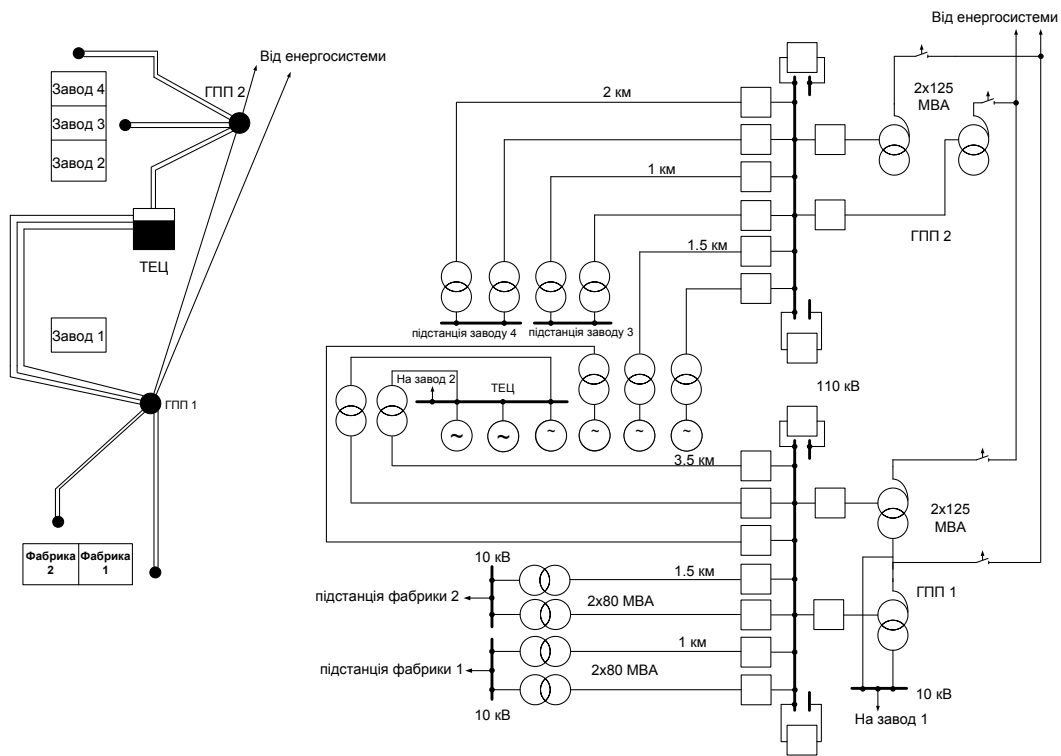 Від енергосистеми
ГПП 2
Завод 4
Завод 3
Завод 2
ТЕЦ
Завод 1
ГПП 1
Фабрика
2
Фабрика
1
Від енергосистеми
2 км
2х125
МВА
1 км
1.5 км
ГПП 2
підстанція заводу 4
підстанція заводу 3
На завод 2
ТЕЦ
110 кВ
~
~
~
~
~
~
3.5 км
2х125
МВА
10 кВ
1.5 км
підстанція фабрики 2
2х80 МВА
ГПП 1
1 км
підстанція фабрики 1
2х80 МВА
10 кВ
10 кВ
На завод 1